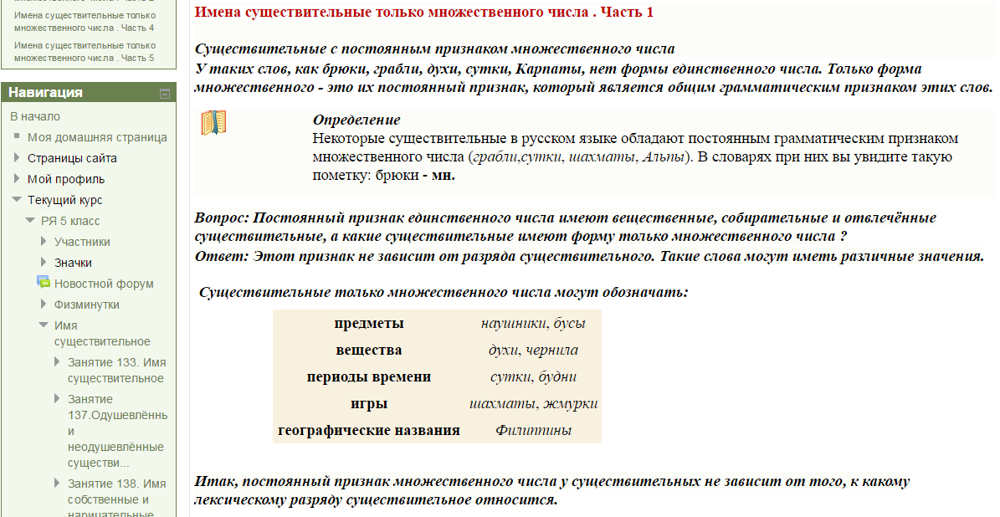 Имена существительные только
множественного числа . Часть 4
Имена существительные только
множественного числа . Часть 5
Навигация
В начало
Моя домашняя страница
Страницы сайта
Мой профиль
Текущий курс
РЯ 5 класс
Участники
Значки
Новостной форум
Физминутки
Имя
существительное
Занятие 133. Имя
существительное
Занятие
137.Одушевлённь
и
неодушевлённые
существи...
Занятие 138. Имя
собственные и
нарицательные
Имена существительные только множественного числа . Часть 1
Существительные с постоянным признаком множественного числа
У таких слов, как брюки, грабли, духи, сутки, Карпаты, нет формы единственного числа. Только форма
множественного - это их постоянный признак, который является общим грамматическим признаком этих слов.
Определение
Некоторые существительные в русском языке обладают постоянным грамматическим признаком
множественного числа (грабли,сутки, шахматы, Альпы). В словарях при них вы увидите такую
пометку: брюки - мн.
Вопрос: Постоянный признак единственного числа имеют вещественные, собирательные и отвлечённые
существительные, а какие существительные имеют форму только множественного числа ?
Ответ: Этот признак не зависит от разряда существительного. Такие слова могут иметь различные значения.
Существительные только множественного числа могут обозначать:
предметы наушники, бусы
вещества духи, чернила
периоды времени сутки, будни
игры шахматы, жмурки
географические названия Филиппины
Итак, постоянный признак множественного числа у существительных не зависит от того, к какому
лексическому разряду существительное относится.